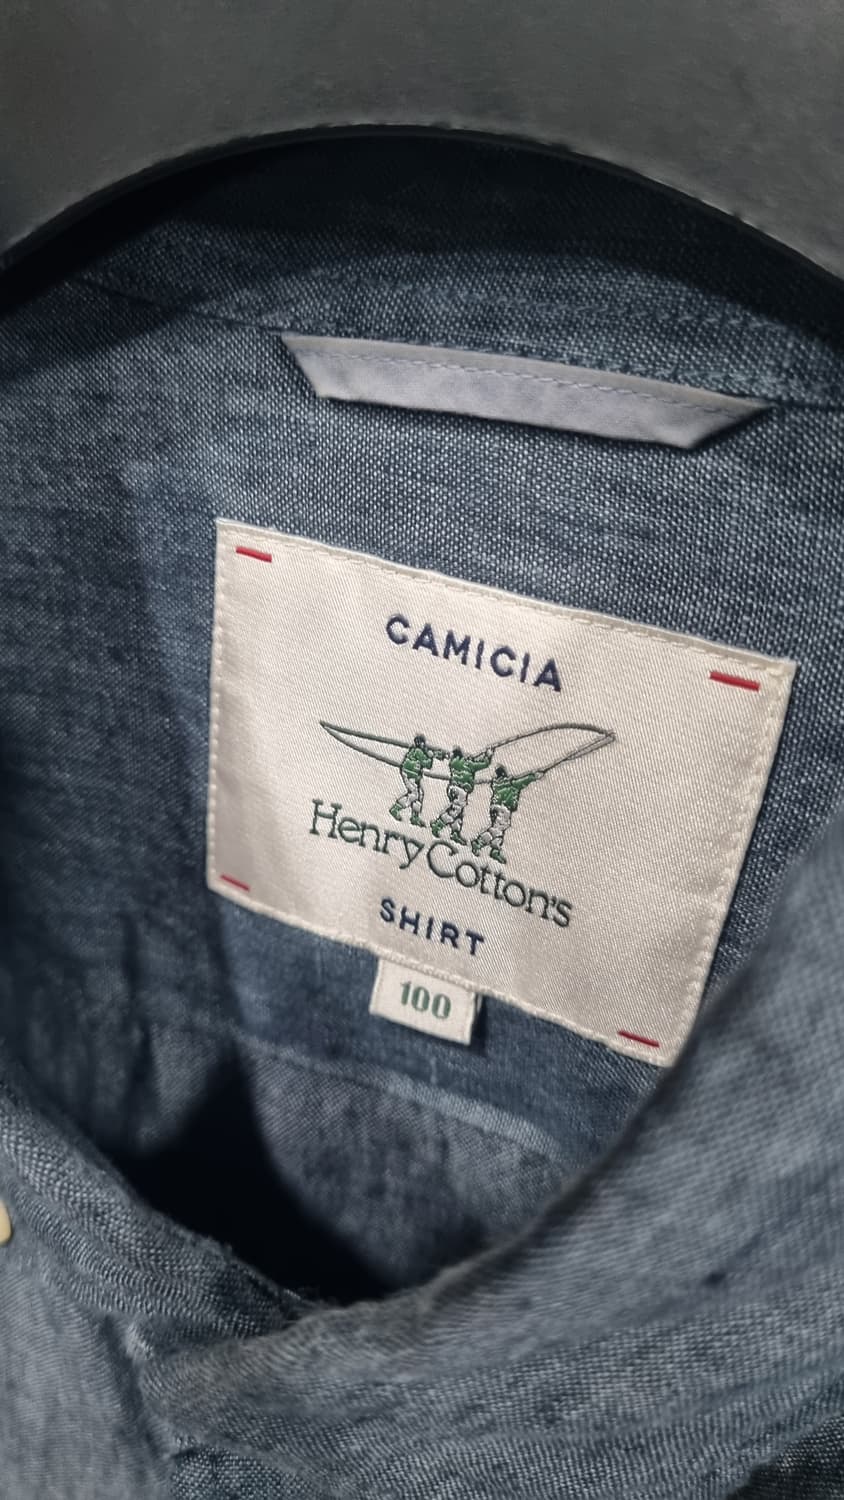 CAMICIA
Henry Cotton's
SHIRT
100